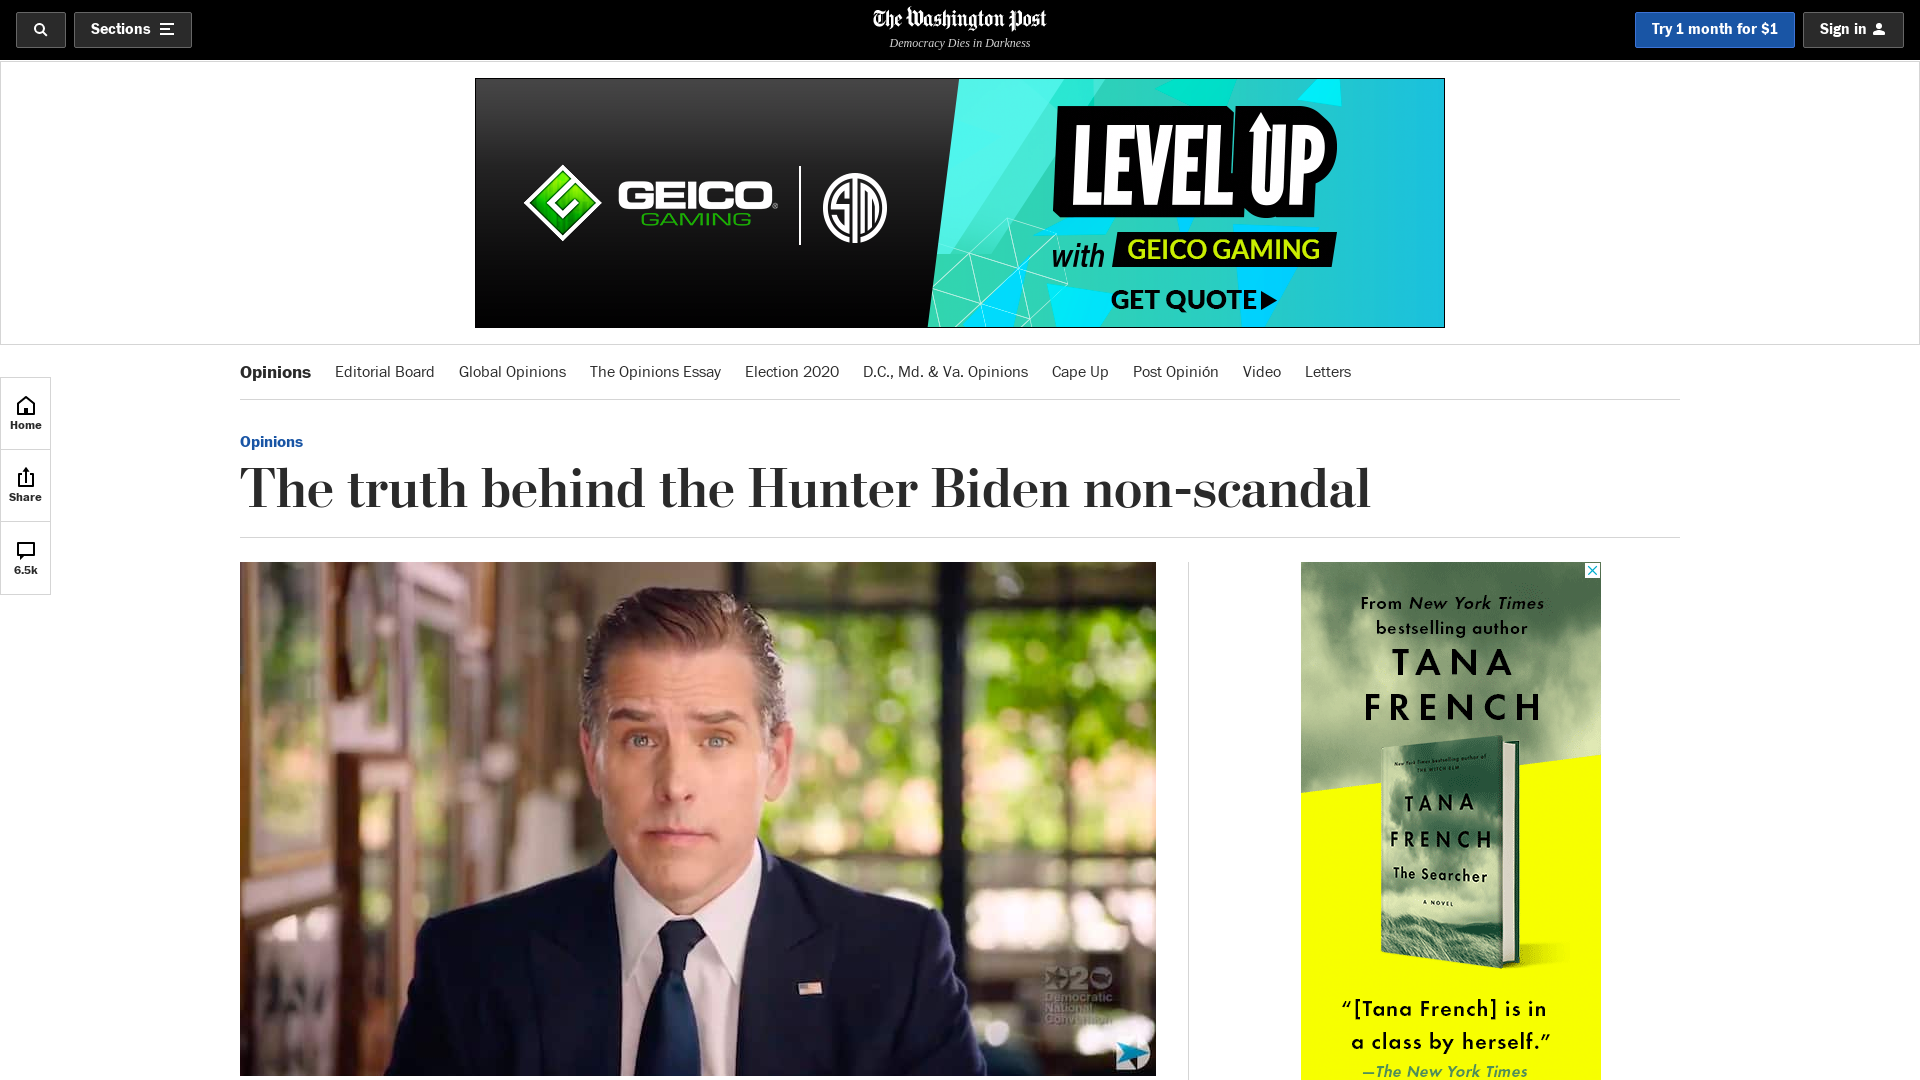 Sections
The Washington Post
Democracy Dies in Darkness
Try 1 month for $1
Sign in
GEICO
GAMING
LEVEL UP
with GEICO GAMING
GET QUOTE
Opinions Editorial Board Global Opinions The Opinions Essay Election 2020 D.C., Md. & Va. Opinions Cape Up Post Opinión Video Letters
Home
Share
6.5k
Opinions
The truth behind the Hunter Biden non-scandal
2020
Democratic
National
Convention
From New York Times
bestselling author
TANA
FRENCH
New York Times bestselling author of
THE WITCH ELM
TANA
FRENCH
The Searcher
A NOVEL
“[Tana French] is in
a class by herself.”
—The New York Times